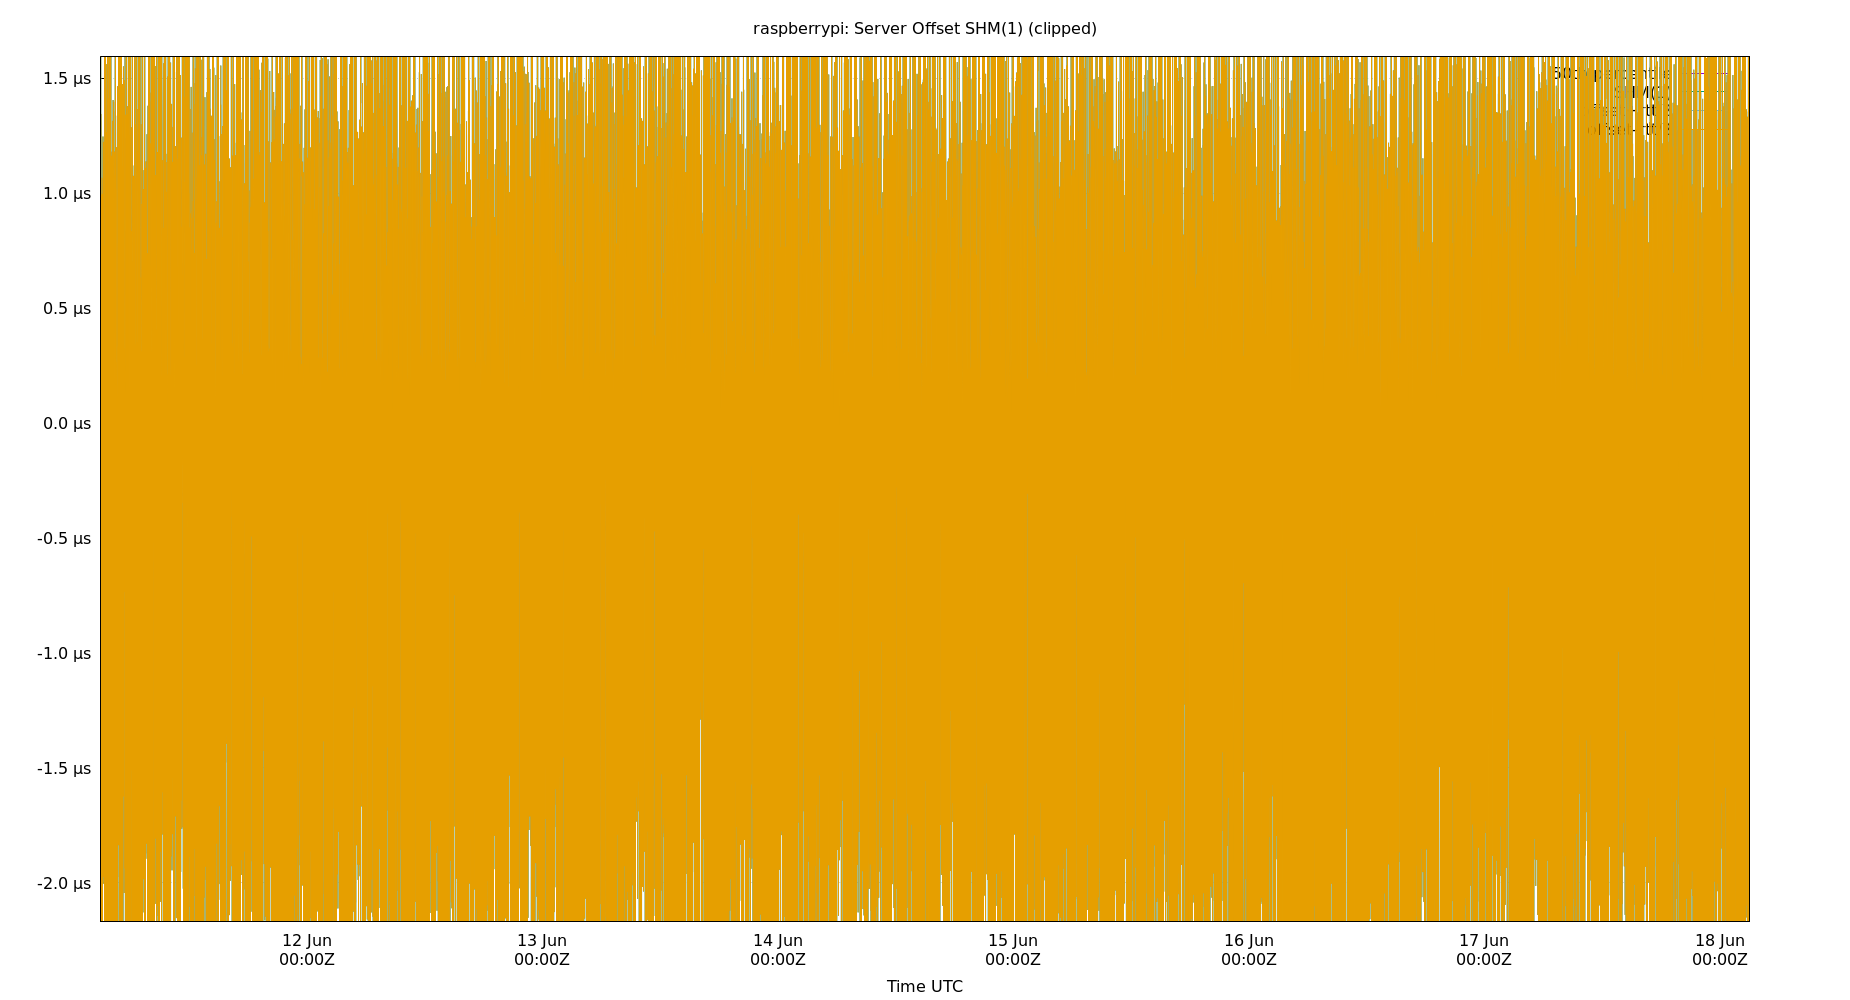 raspberrypi: Server Offset SHM(1) (clipped)
1.5 µs
1.0 µs
0.5 µs
0.0 µs
-0.5 µs
-1.0 µs
-1.5 µs
-2.0 µs
12 Jun
00:00Z
13 Jun
00:00Z
14 Jun
00:00Z
15 Jun
00:00Z
16 Jun
00:00Z
17 Jun
00:00Z
18 Jun
00:00Z
Time UTC